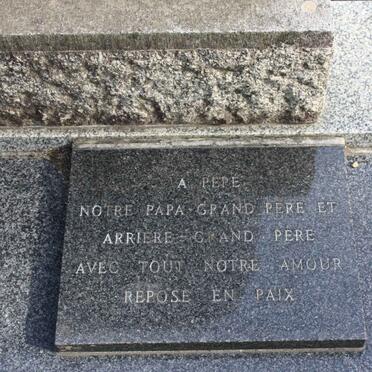 A PEPE
NOTRE PAPA-GRAND PERE ET
ARRIERE-GRAND PERE
AVEC TOUT NOTRE AMOUR
REPOSE EN PAIX